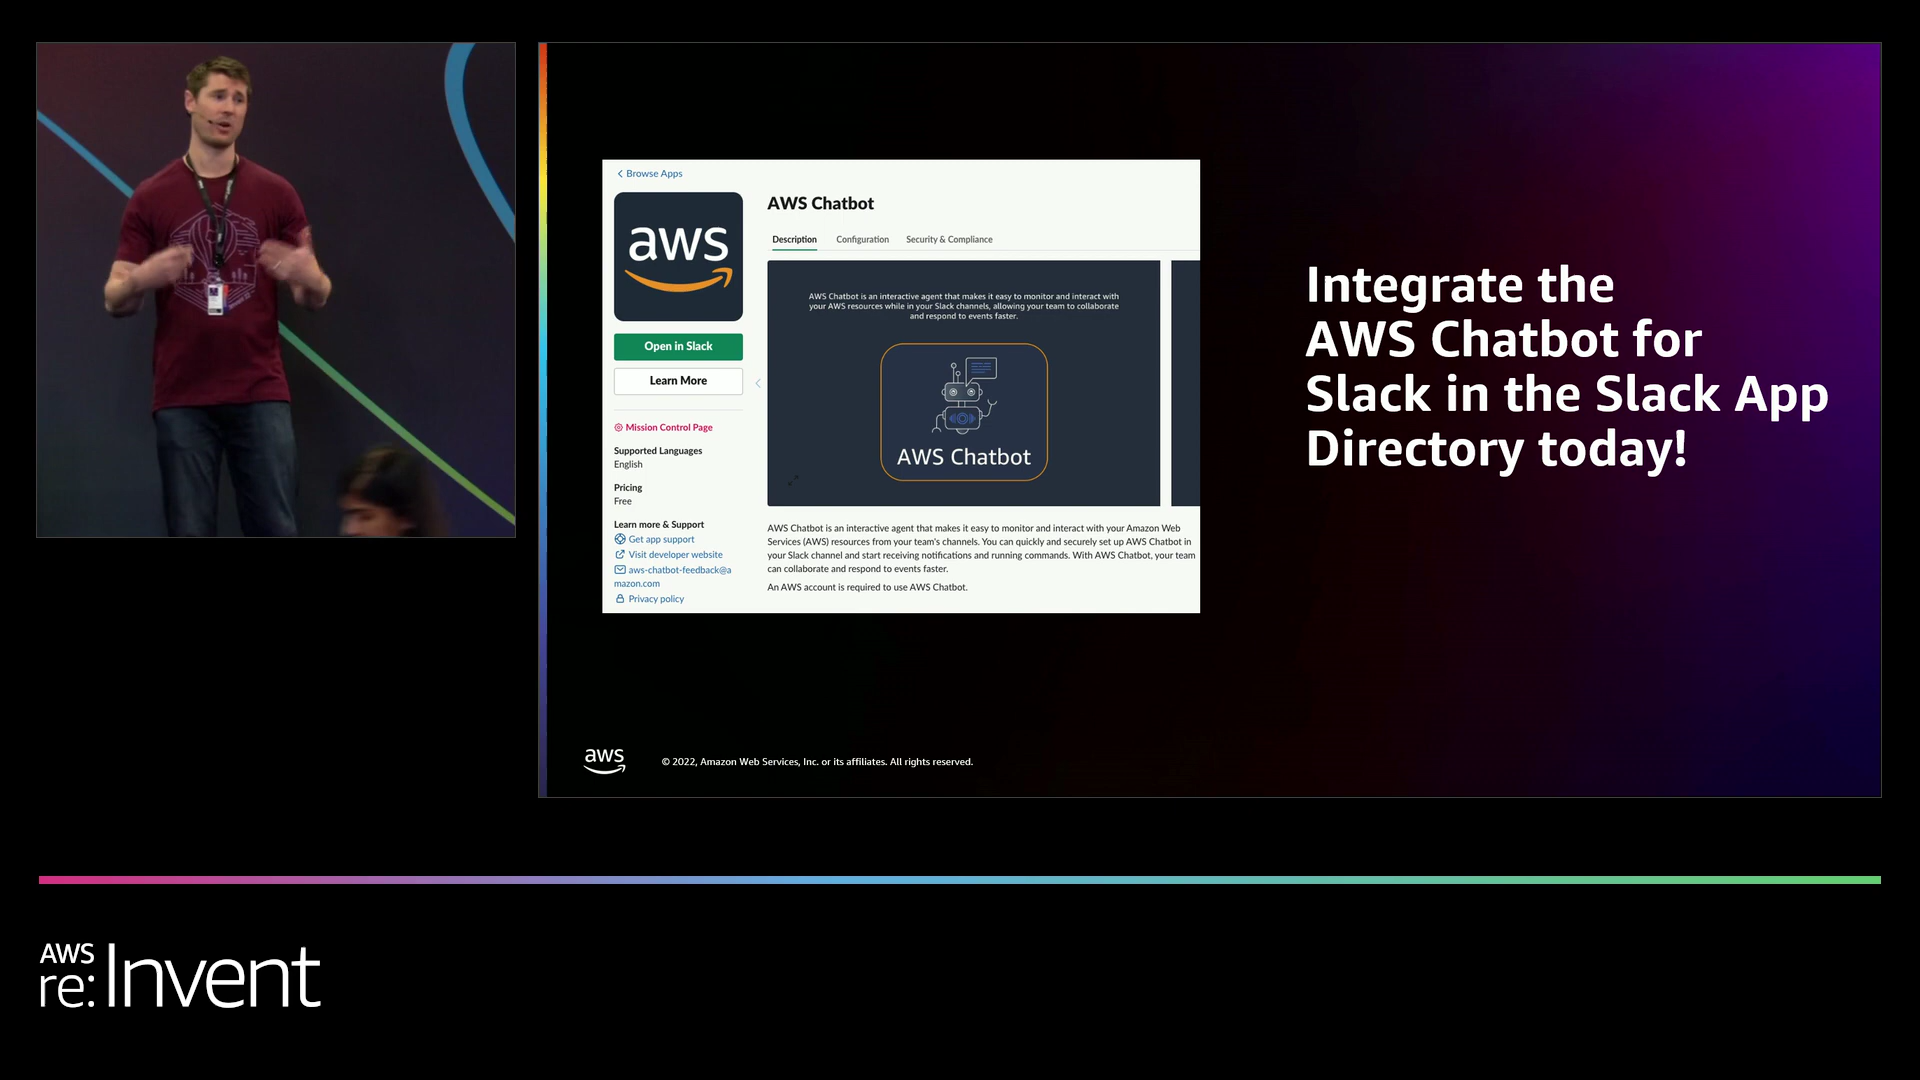 Browse Apps
aws
Open in Slack
Learn More
Mission Control Page
Supported Languages
English
Pricing
Free
Learn more & Support
Get app support
Visit developer website
aws-chatbot-feedback@a
mazon.com
Privacy policy
AWS Chatbot
Description Configuration Security & Compliance
AWS Chatbot is an interactive agent that makes it easy to monitor and interact with
your AWS resources while in your Slack channels, allowing your team to collaborate
and respond to events faster.
AWS Chatbot
AWS Chatbot is an interactive agent that makes it easy to monitor and interact with your Amazon Web
Services (AWS) resources from your team's channels. You can quickly and securely set up AWS Chatbot in
your Slack channel and start receiving notifications and running commands. With AWS Chatbot, your team
can collaborate and respond to events faster.
An AWS account is required to use AWS Chatbot.
Integrate the
AWS Chatbot for
Slack in the Slack App
Directory today!
aws
© 2022, Amazon Web Services, Inc. or its affiliates. All rights reserved.
AWS
re:Invent